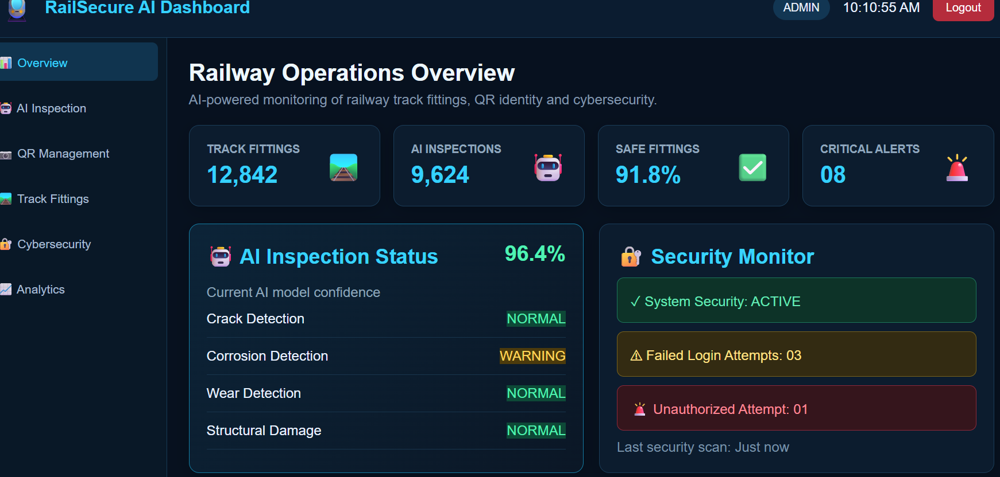 RailSecure AI Dashboard
ADMIN
10:10:55 AM
Logout
Overview
AI Inspection
QR Management
Track Fittings
Cybersecurity
Analytics
Railway Operations Overview
AI-powered monitoring of railway track fittings, QR identity and cybersecurity.
TRACK FITTINGS
12,842
AI INSPECTIONS
9,624
SAFE FITTINGS
91.8%
CRITICAL ALERTS
08
AI Inspection Status
96.4%
Current AI model confidence
Crack Detection NORMAL
Corrosion Detection WARNING
Wear Detection NORMAL
Structural Damage NORMAL
Security Monitor
✓ System Security: ACTIVE
⚠ Failed Login Attempts: 03
🚨 Unauthorized Attempt: 01
Last security scan: Just now